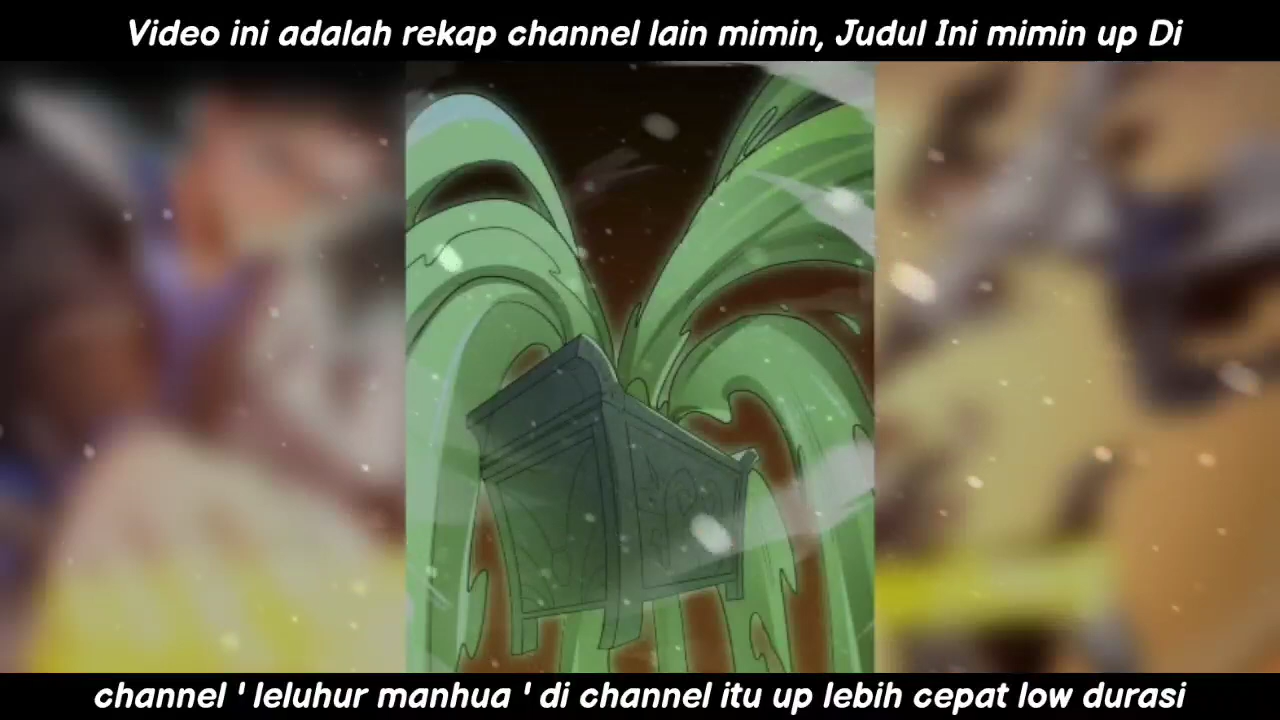 Video ini adalah rekap channel lain mimin, Judul Ini mimin up Di
channel ' leluhur manhua ' di channel itu up lebih cepat low durasi